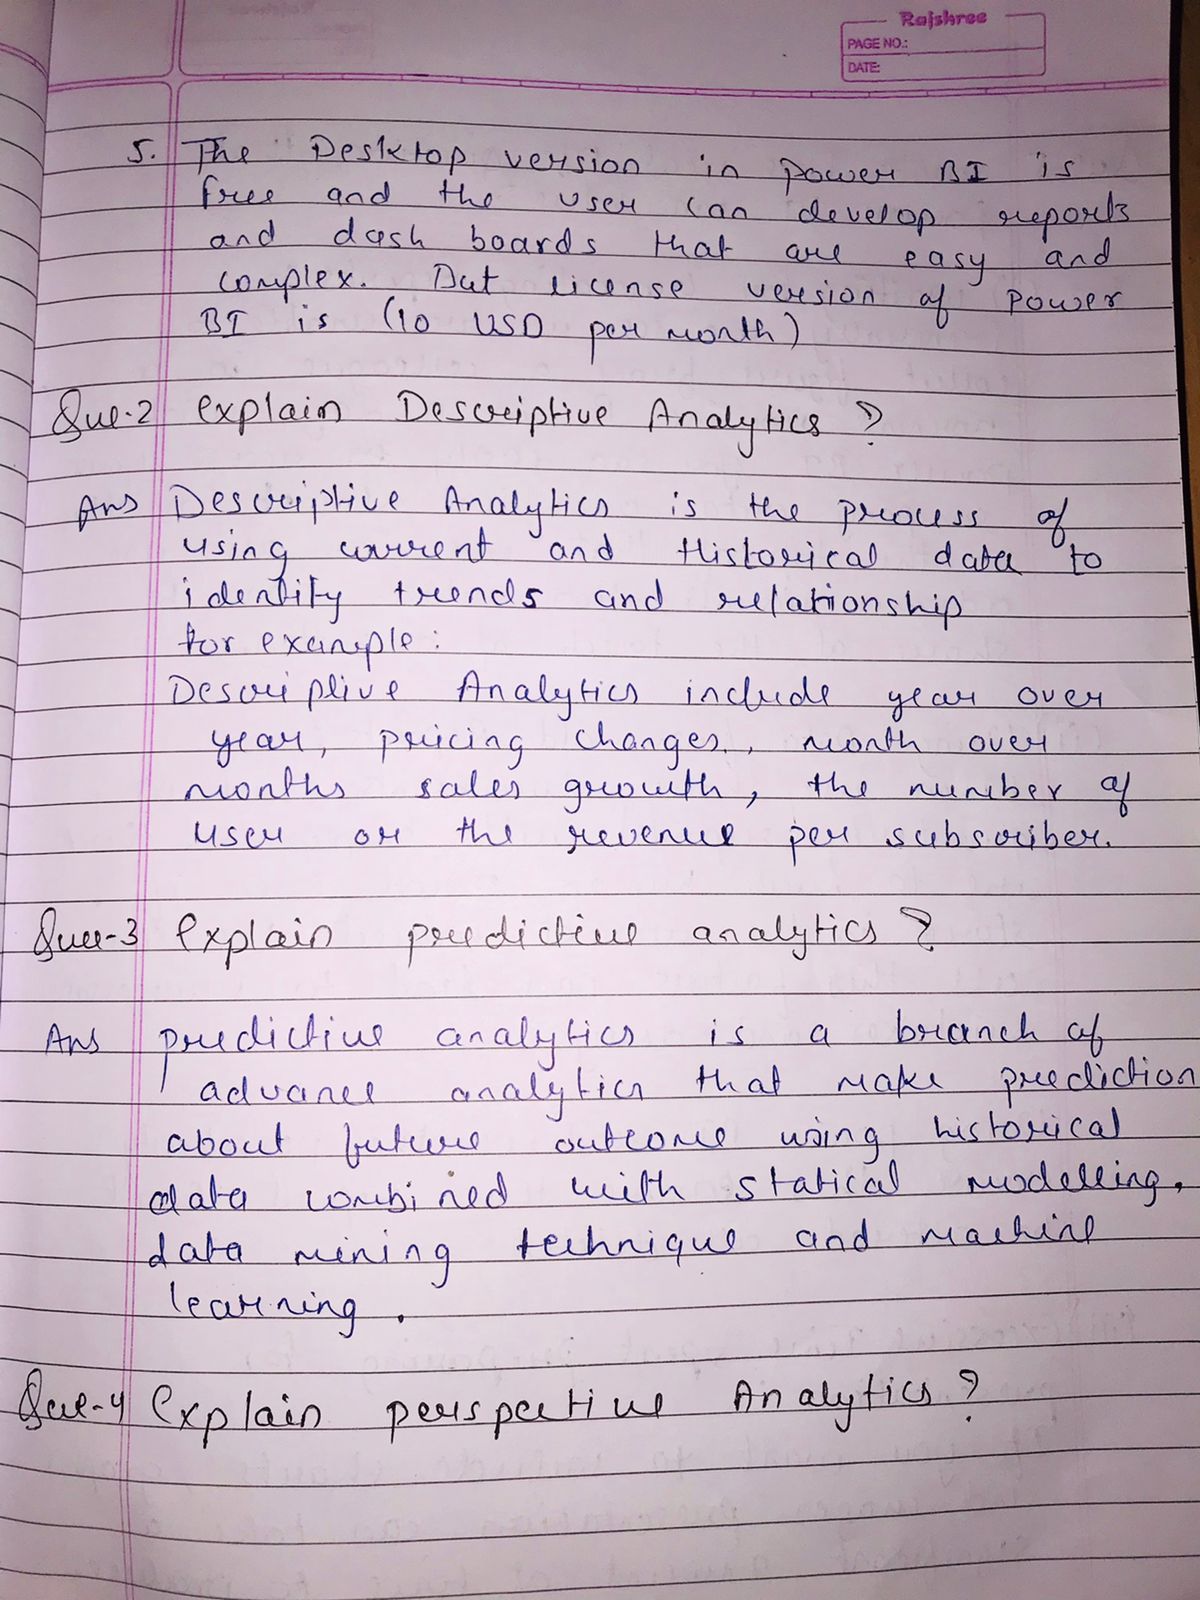 Rajshree
PAGE NO.:
DATE:
5. The Desktop version in power BI is
free and the user can develop reports
and dash boards that are easy and
complex. But license version of Power
BI is (10 USD per month)
Que-2 explain Descriptive Analytics ?
Ans Descriptive Analytics is the process of
using current and Historical data to
identify trends and relationship
for example:
Descriptive Analytics include year over
year, pricing changes, month over
months sales growth, the number of
user or the revenue per subscriber.
Que-3 Explain predictive analytics ?
Ans predictive analytics is a branch of
advance analytics that make prediction
about future outcome using historical
data combined with statical modelling,
data mining technique and machine
learning.
Que-4 Explain perspective Analytics ?